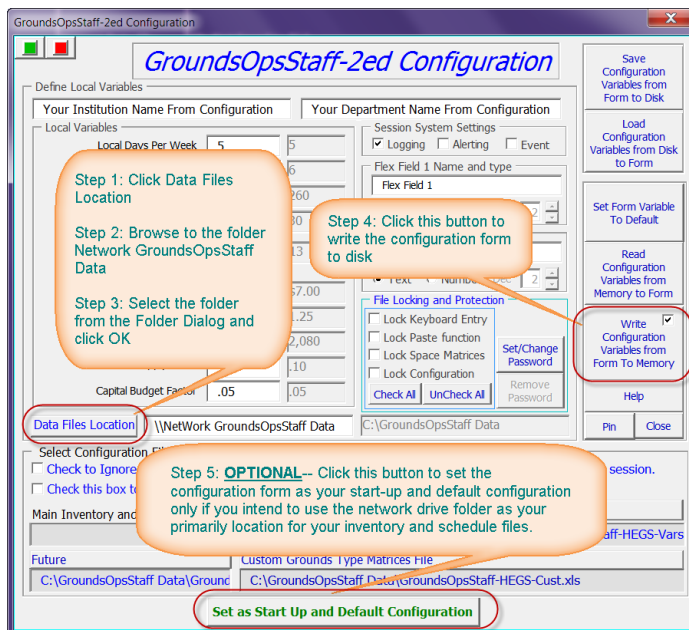 GroundsOpsStaff-2ed Configuration
GroundsOpsStaff-2ed Configuration
Define Local Variables
Your Institution Name From Configuration
Your Department Name From Configuration
Local Variables
Local Days Per Week
5
5
6
260
13
$7.00
1.25
2,080
.10
Capital Budget Factor
.05
.05
Data Files Location
\\NetWork GroundsOpsStaff Data
C:\GroundsOpsStaff Data
Step 1: Click Data Files
Location
Step 2: Browse to the folder
Network GroundsOpsStaff
Data
Step 3: Select the folder
from the Folder Dialog and
click OK
Session System Settings
Logging
Alerting
Event
Flex Field 1 Name and type
Flex Field 1
2
Step 4: Click this button to
write the configuration form
to disk
Text
2
File Locking and Protection
Lock Keyboard Entry
Lock Paste function
Lock Space Matrices
Lock Configuration
Check All
UnCheck All
Set/Change
Password
Remove
Password
Save
Configuration
Variables from
Form to Disk
Load
Configuration
Variables from Disk
to Form
Set Form Variable
To Default
Read
Configuration
Variables from
Memory to Form
Write
Configuration
Variables from
Form To Memory
Help
Pin
Close
Select Configuration
Check to Ignore
session.
Check this box to
Main Inventory and
aff-HEGS-Vars
Step 5: OPTIONAL-- Click this button to set the
configuration form as your start-up and default configuration
only if you intend to use the network drive folder as your
primarily location for your inventory and schedule files.
Future
Custom Grounds Type Matrices File
C:\GroundsOpsStaff Data\Ground
C:\GroundsOpsStaff Data\GroundsOpsStaff-HEGS-Cust.xls
Set as Start Up and Default Configuration